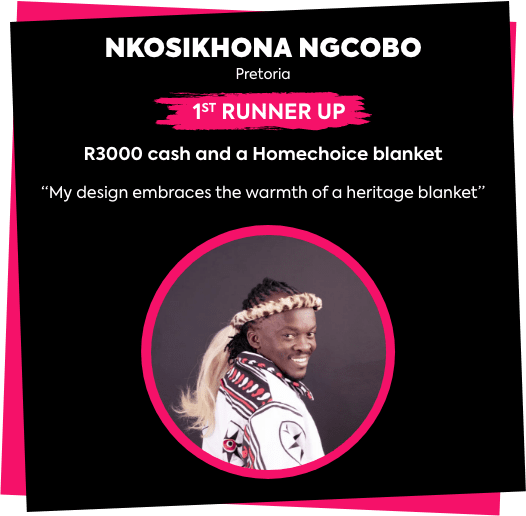 NKOSIKHONA NGCOBO
Pretoria
1ST RUNNER UP
R3000 cash and a Homechoice blanket
“My design embraces the warmth of a heritage blanket”